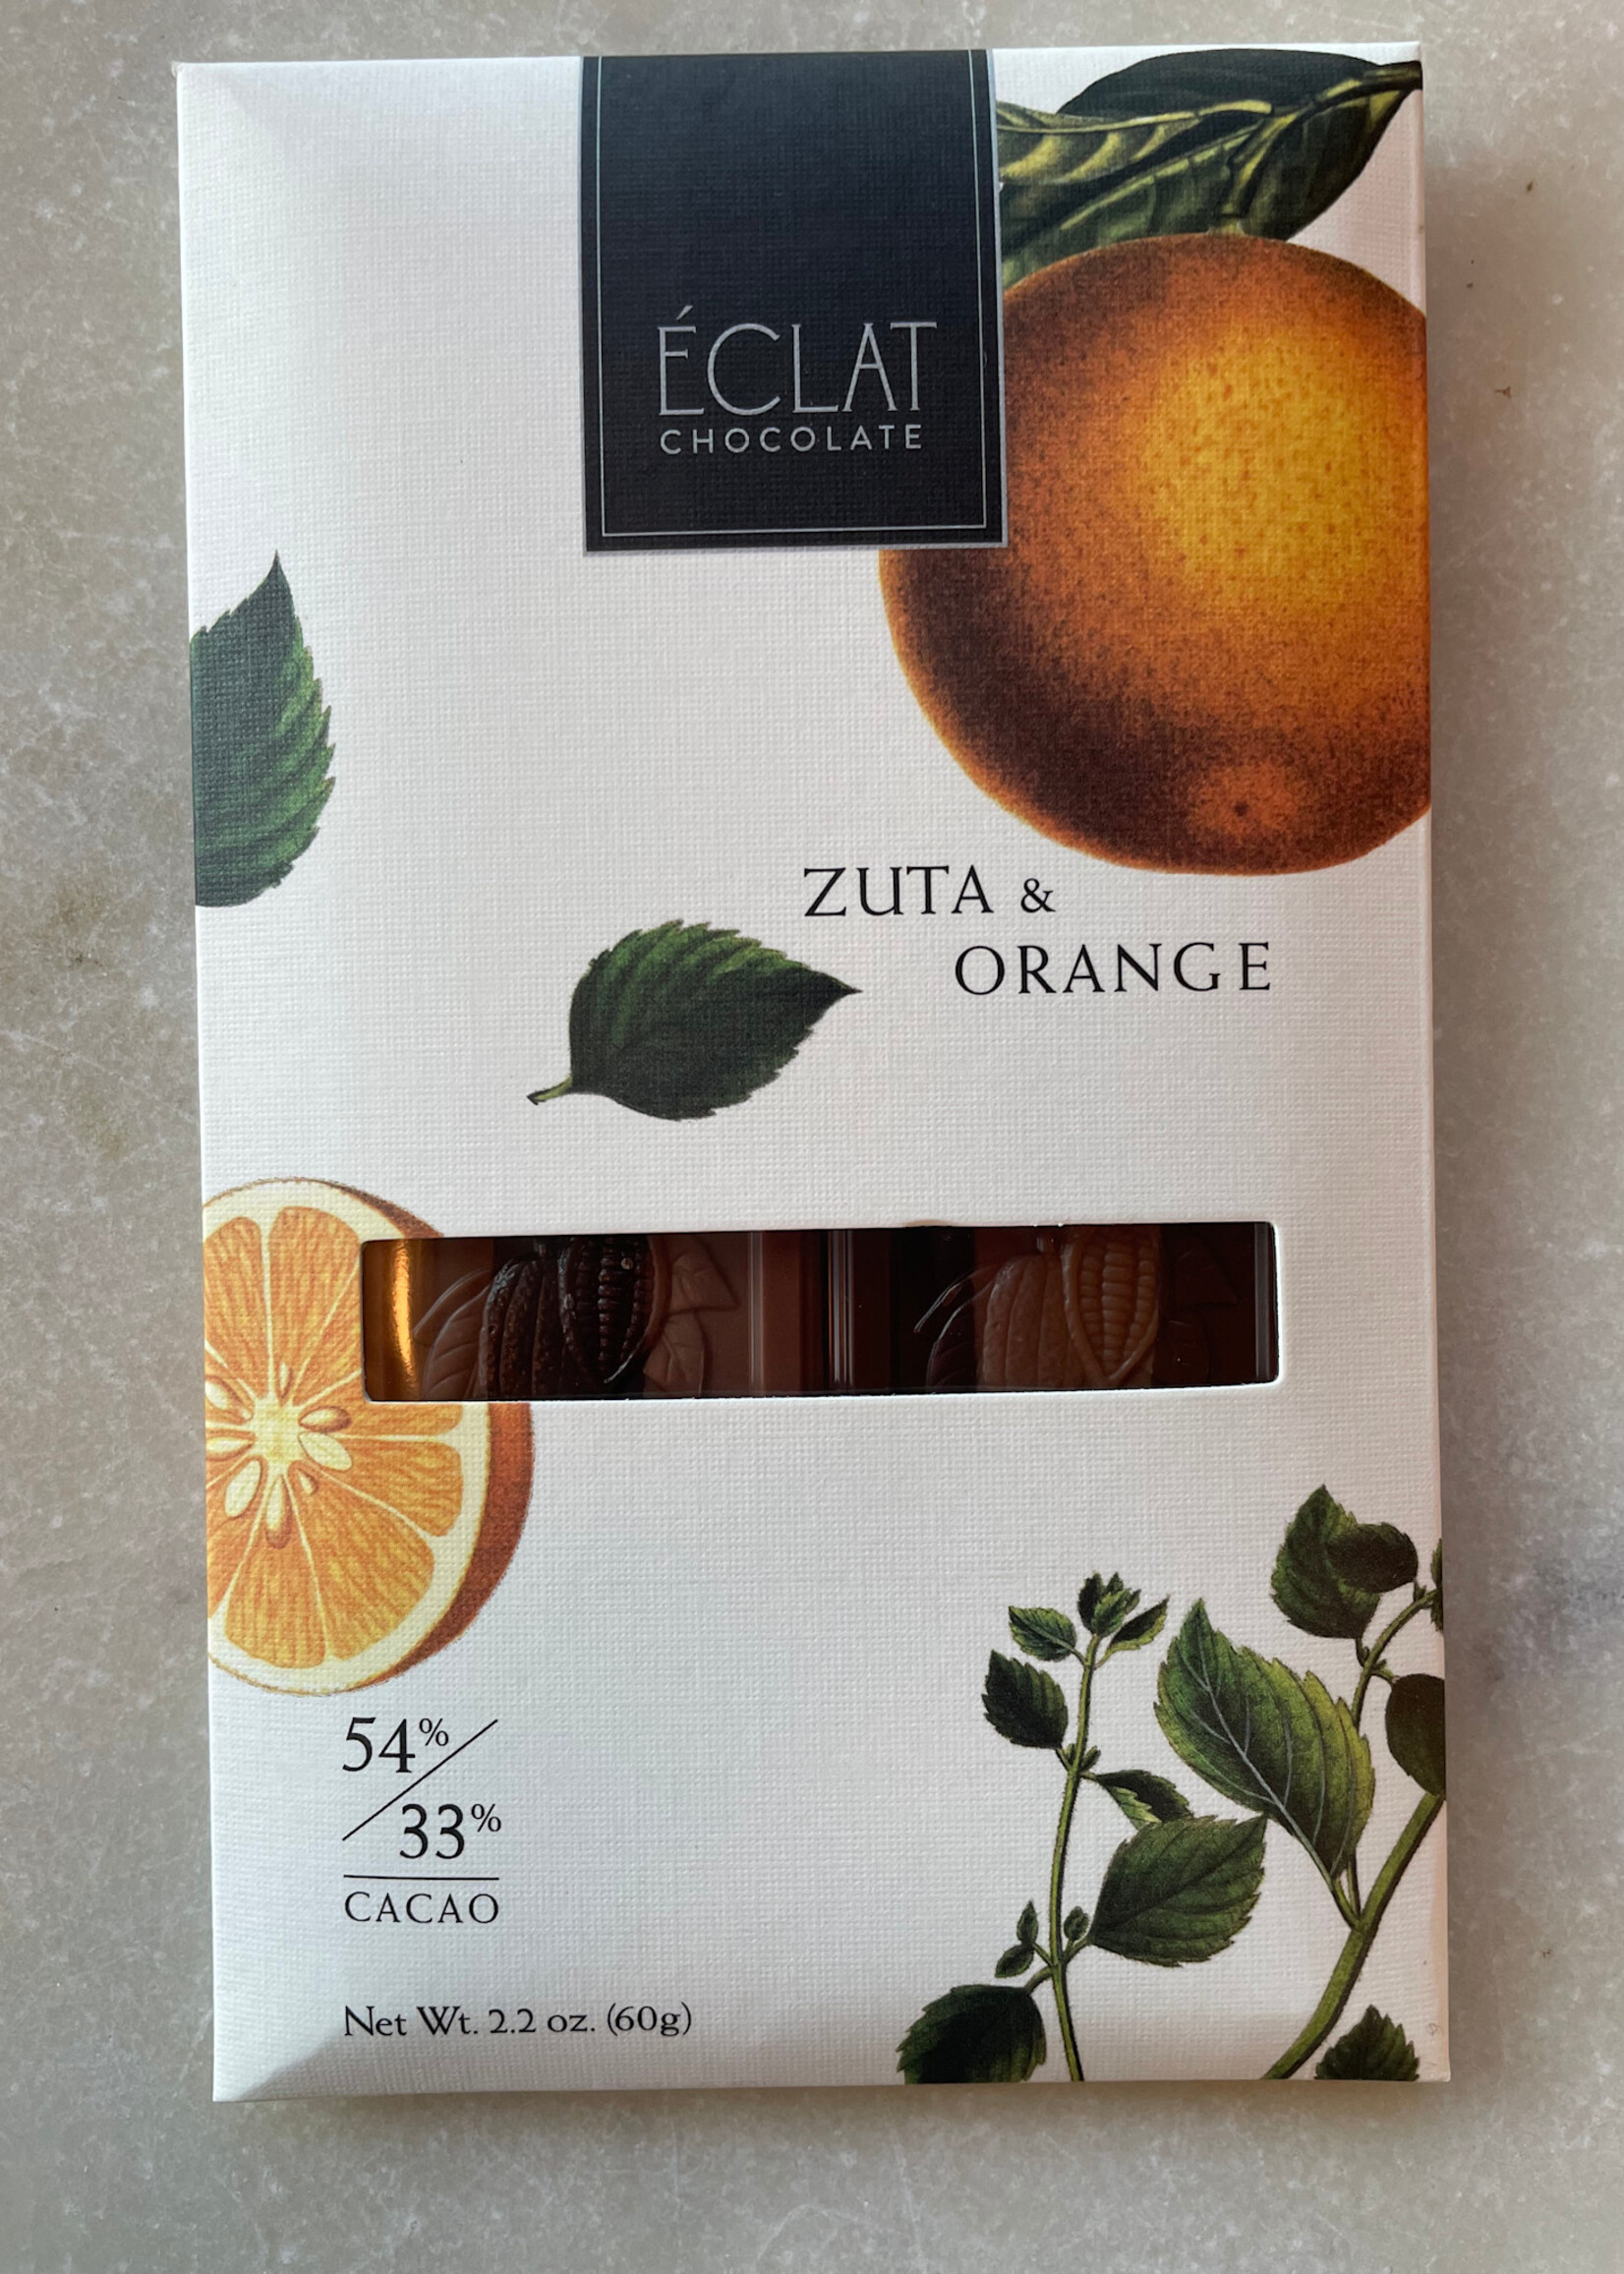 ÉCLAT
CHOCOLATE
ZUTA &
ORANGE
54%
33%
CACAO
Net Wt. 2.2 oz. (60g)